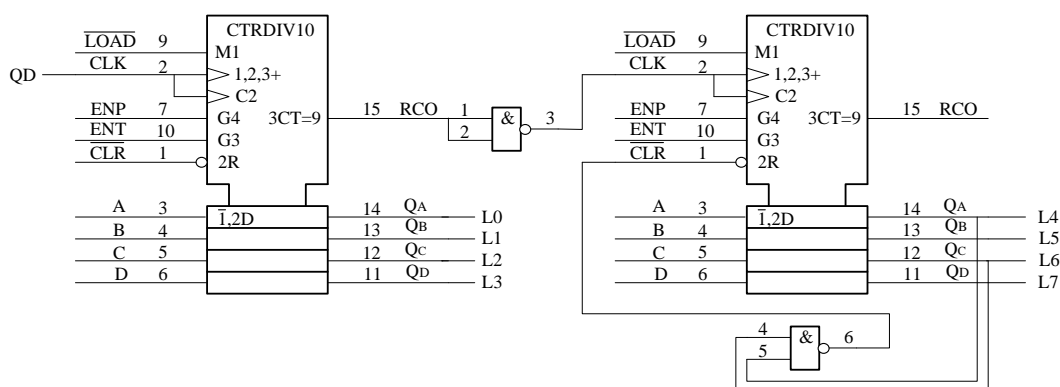 CTRDIV10 CTRDIV10
LOAD 9 M1 LOAD 9 M1
QD CLK 2 1,2,3+ CLK 2 1,2,3+
C2 C2
ENP 7 G4 3CT=9 15 RCO 1 & 3 ENP 7 G4 3CT=9 15 RCO
ENT 10 G3 2 ENT 10 G3
CLR 1 2R CLR 1 2R
A 3 1,2D 14 QA L0 A 3 1,2D 14 QA L4
B 4 13 QB L1 B 4 13 QB L5
C 5 12 QC L2 C 5 12 QC L6
D 6 11 QD L3 D 6 11 QD L7
4 & 6
5